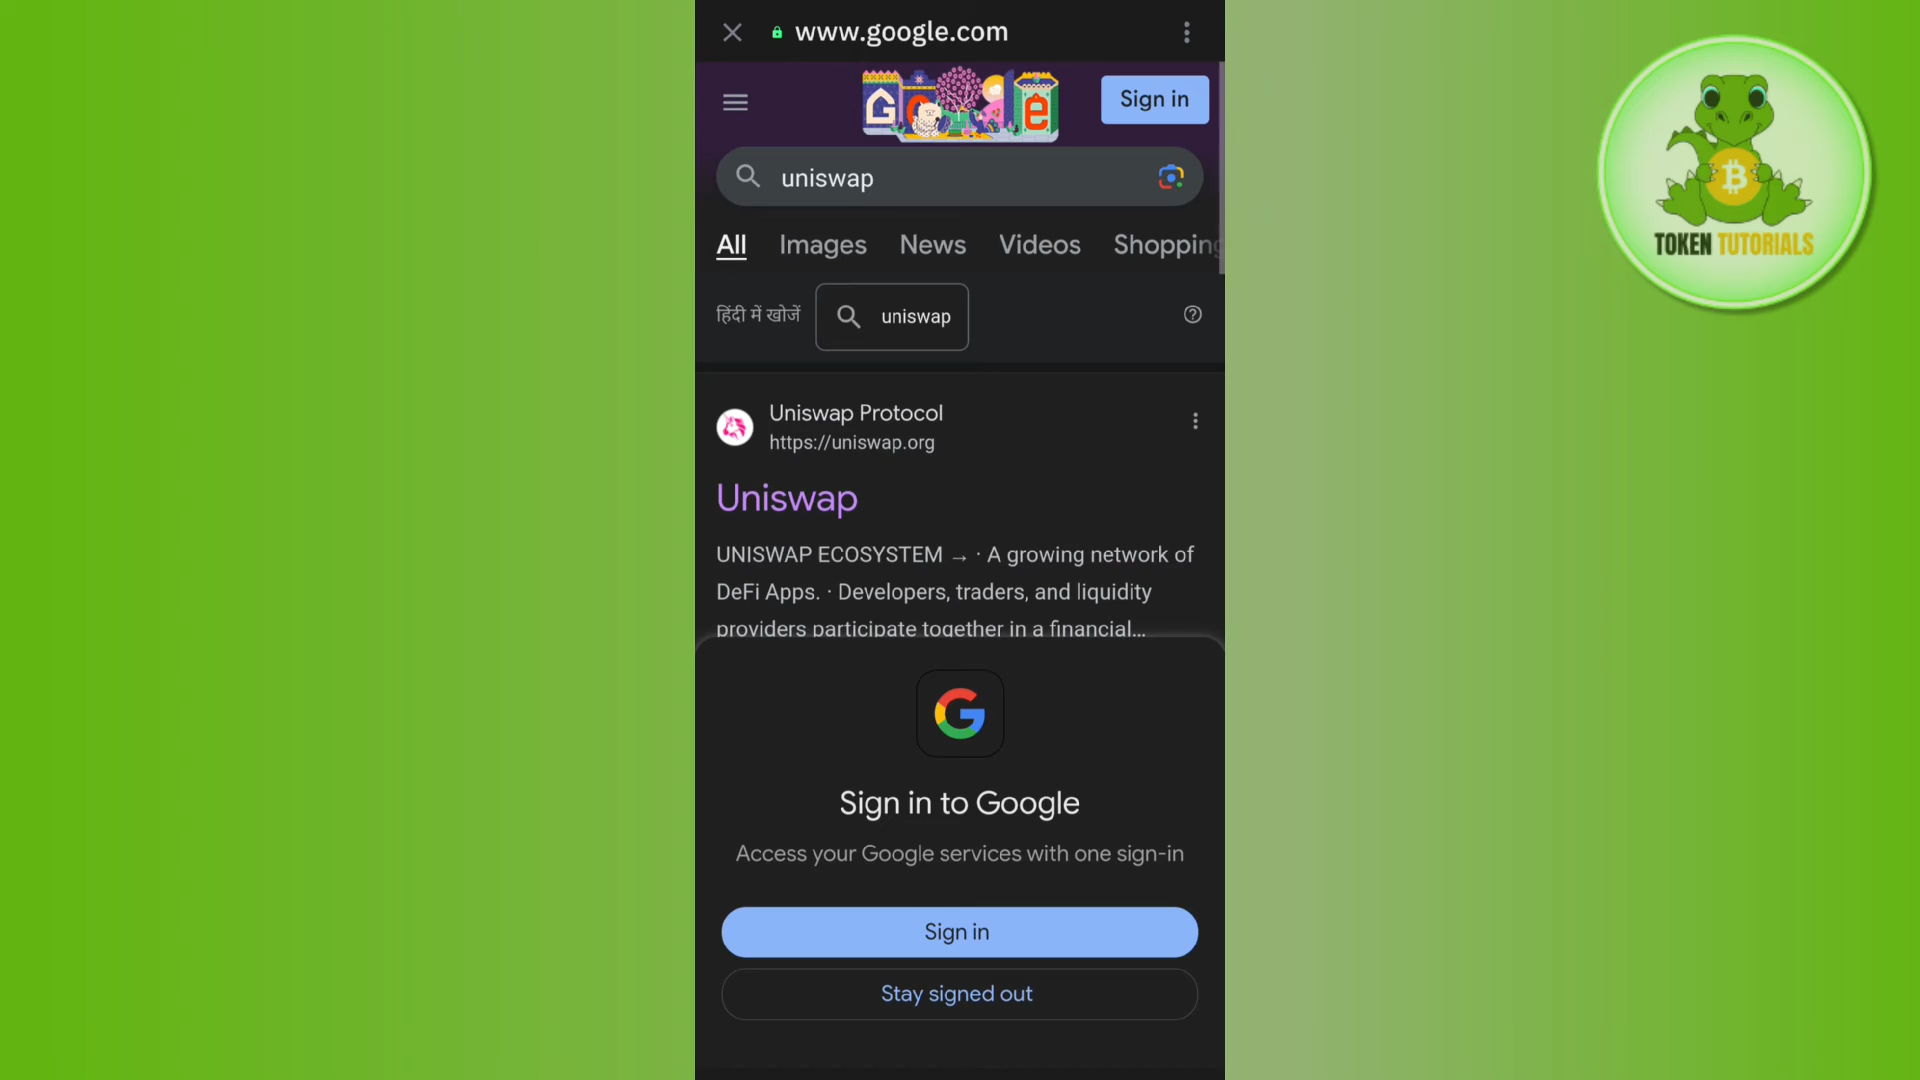 www.google.com
Sign in
uniswap
All Images News Videos Shopping
हिंदी में खोजें uniswap
Uniswap Protocol
https://uniswap.org
Uniswap
UNISWAP ECOSYSTEM → · A growing network of
DeFi Apps. · Developers, traders, and liquidity
providers participate together in a financial...
Sign in to Google
Access your Google services with one sign-in
Sign in
Stay signed out
TOKEN TUTORIALS